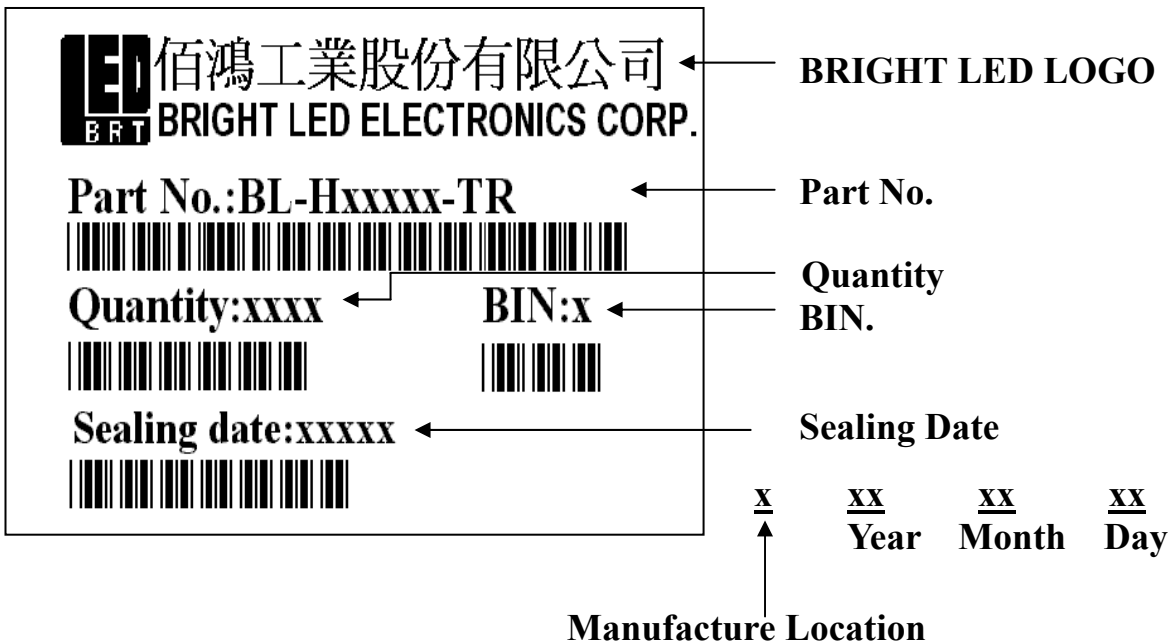 LED
BRT
佰鴻工業股份有限公司
BRIGHT LED ELECTRONICS CORP.
BRIGHT LED LOGO
Part No.:BL-Hxxxxx-TR
Part No.
Quantity:xxxx
BIN:x
Quantity
BIN.
Sealing date:xxxxx
Sealing Date
x xx xx xx
Year Month Day
Manufacture Location